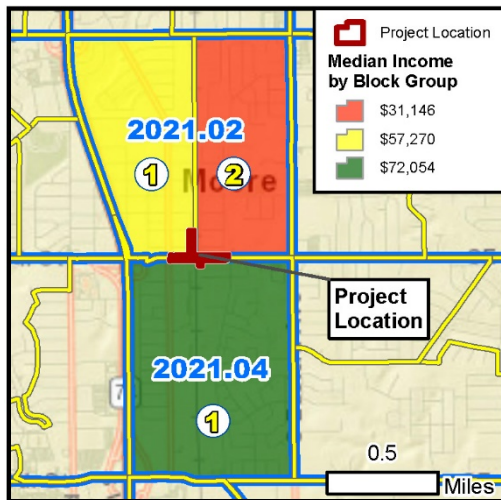 Project Location
Median Income
by Block Group
$31,146
$57,270
$72,054
2021.02
1
2
Moore
Project
Location
2021.04
1
0.5
Miles